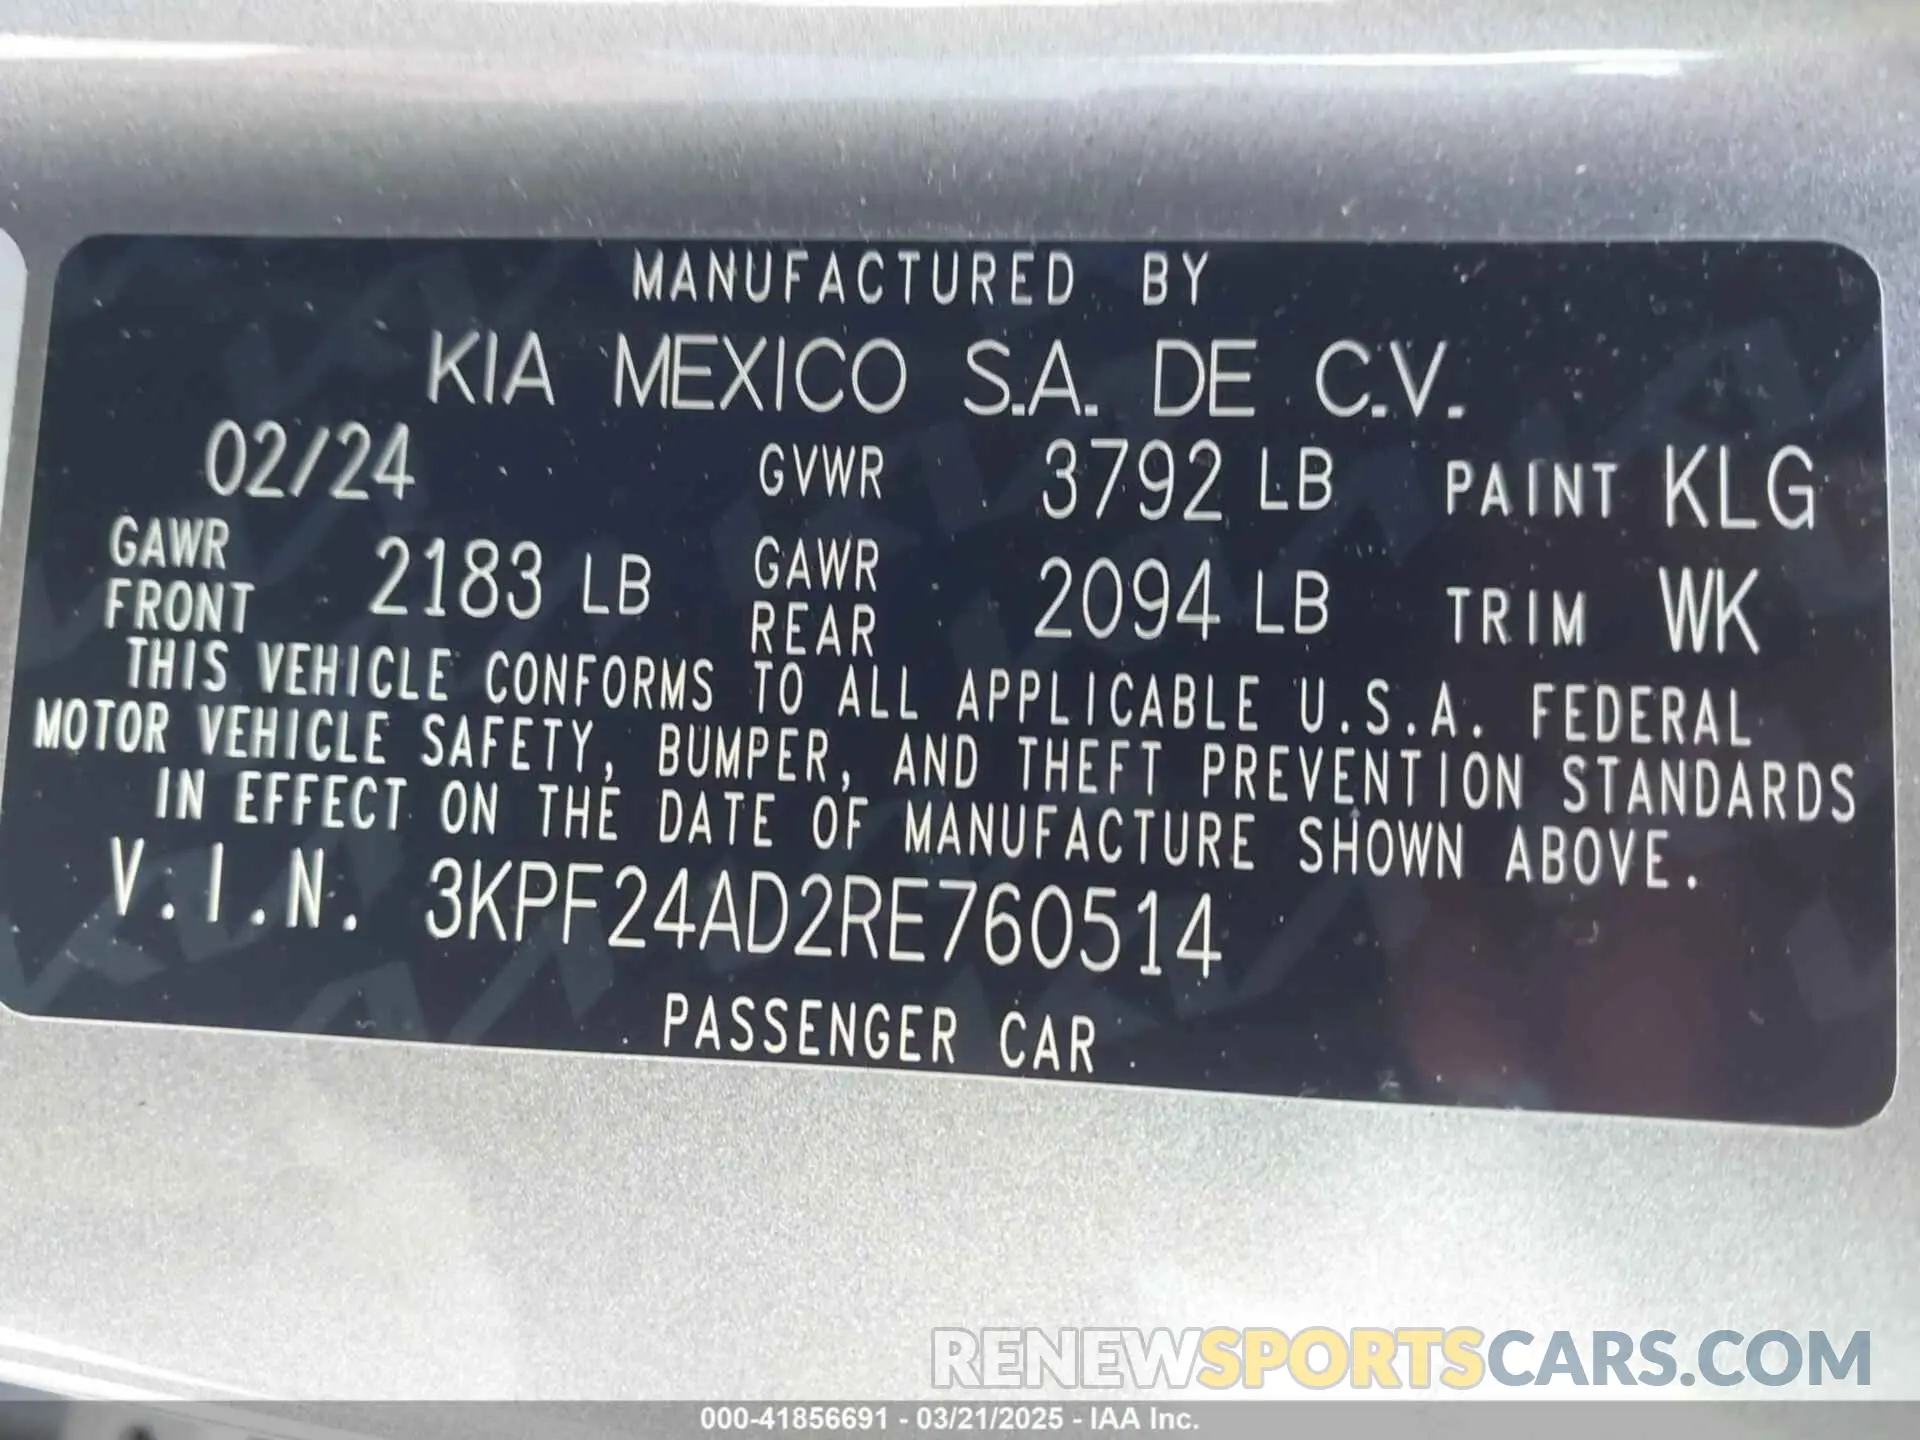 MANUFACTURED BY
KIA MEXICO S.A. DE C.V.
02/24 GVWR 3792 LB PAINT KLG
GAWR FRONT 2183 LB GAWR REAR 2094 LB TRIM WK
THIS VEHICLE CONFORMS TO ALL APPLICABLE U.S.A. FEDERAL
MOTOR VEHICLE SAFETY, BUMPER, AND THEFT PREVENTION STANDARDS
IN EFFECT ON THE DATE OF MANUFACTURE SHOWN ABOVE.
V.I.N. 3KPF24AD2RE760514
PASSENGER CAR
RENEWSPORTSCARS.COM
000-41856691 - 03/21/2025 - IAA Inc.